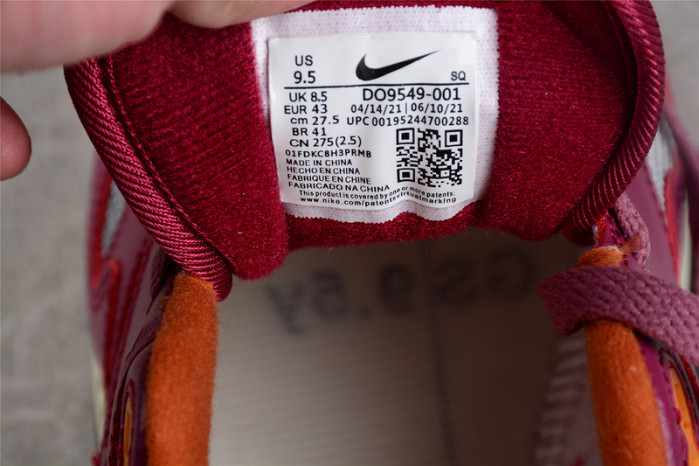 US
9.5
SQ
UK 8.5 DO9549-001
EUR 43 04/14/21 | 06/10/21
cm 27.5 UPC 00195244700288
BR 41
CN 275(2.5)
01FDKC8H3PRMB
MADE IN CHINA
HECHO EN CHINA
FABRIQUE EN CHINE
FABRICADO NA CHINA
This product is covered by one or more patents
www.nike.com/patentsvirtualmarking